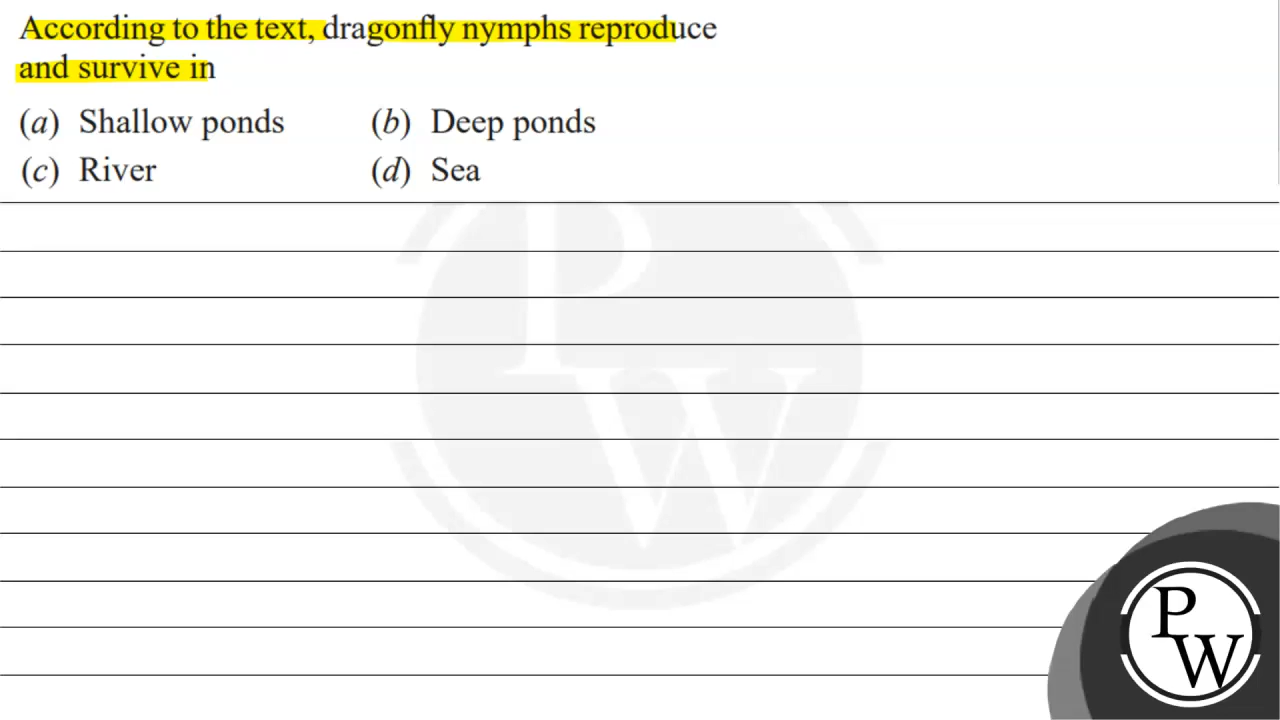 According to the text, dragonfly nymphs reproduce
and survive in
(a) Shallow ponds (b) Deep ponds
(c) River (d) Sea
P
W
P
W